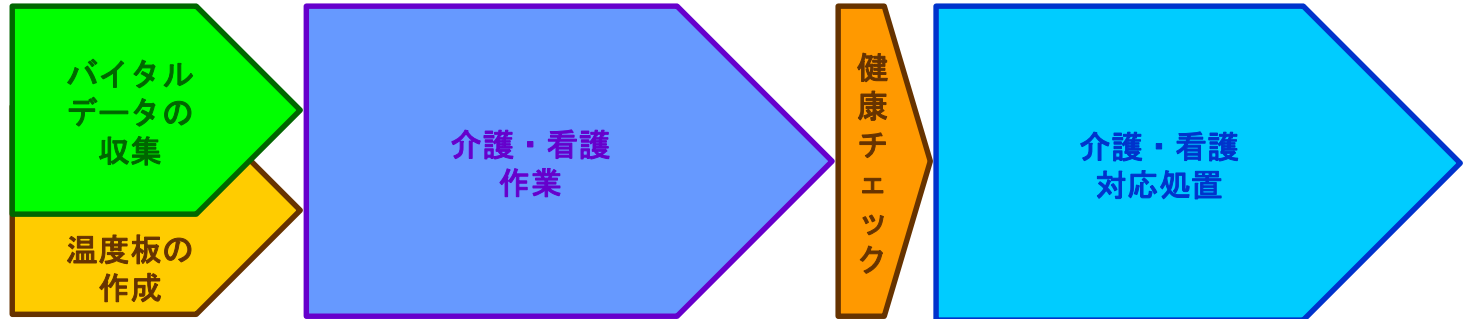 バイタル
データの
収集
温度板の
作成
介護・看護
作業
健康チェック
介護・看護
対応処置